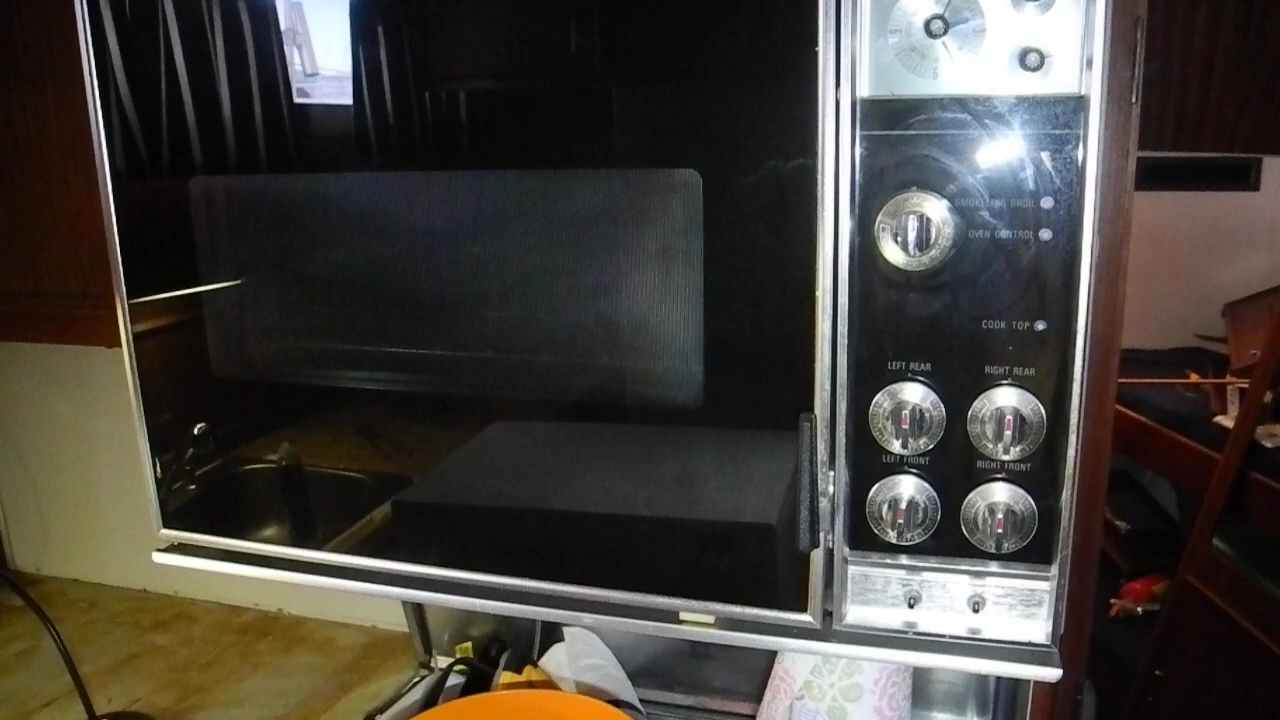 SMOKELESS BROIL
OVEN CONTROL
COOK TOP
LEFT REAR
RIGHT REAR
LEFT FRONT
RIGHT FRONT